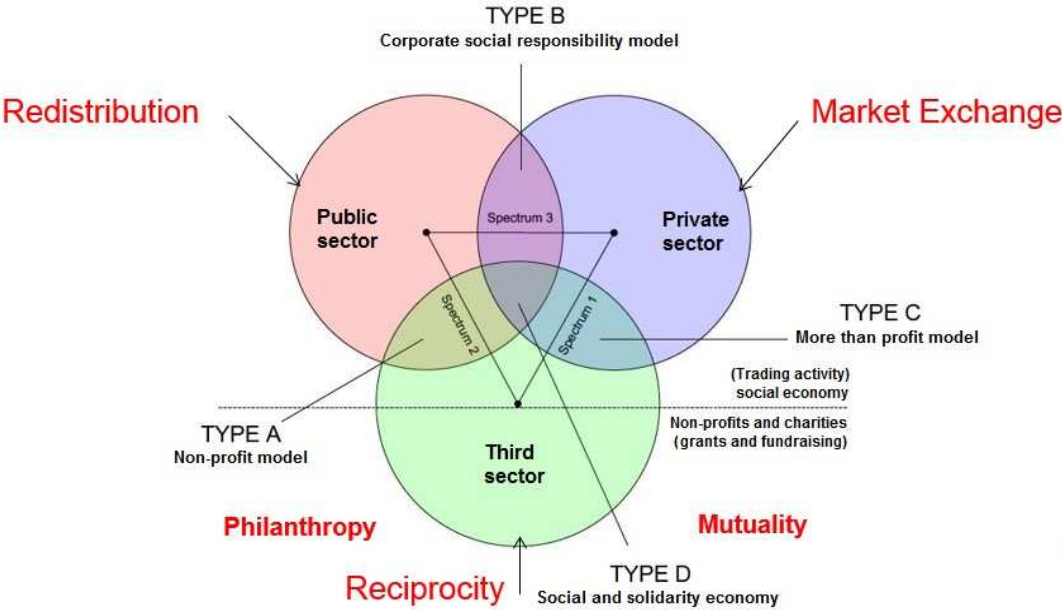 TYPE B
Corporate social responsibility model
Redistribution
Market Exchange
Public
sector
Spectrum 3
Private
sector
Spectrum 2
Spectrum 1
TYPE C
More than profit model
(Trading activity)
social economy
Non-profits and charities
(grants and fundraising)
TYPE A
Non-profit model
Third
sector
Philanthropy
Mutuality
Reciprocity
TYPE D
Social and solidarity economy